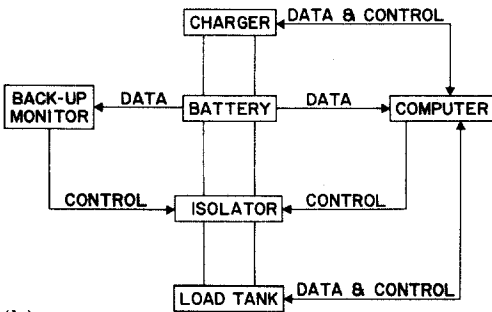 CHARGER
DATA & CONTROL
BACK-UP
MONITOR
DATA
BATTERY
DATA
COMPUTER
CONTROL
ISOLATOR
CONTROL
LOAD TANK
DATA & CONTROL